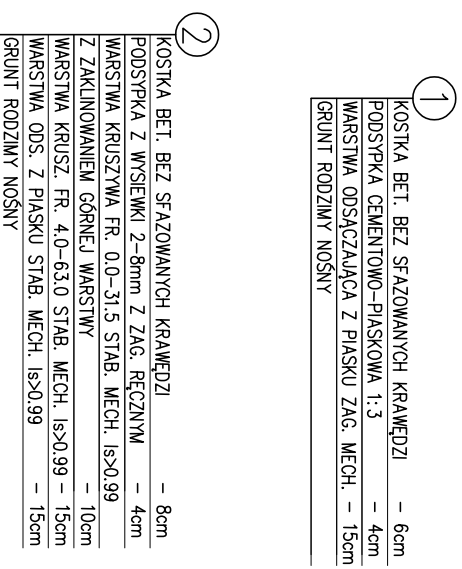 1
KOSTKA BET. BEZ SFAZOWANYCH KRAWĘDZI - 6cm
PODSYPKA CEMENTOWO-PIASKOWA 1:3 - 4cm
WARSTWA ODSĄCZAJĄCA Z PIASKU ZAG. MECH. - 15cm
GRUNT RODZIMY NOŚNY
2
KOSTKA BET. BEZ SFAZOWANYCH KRAWĘDZI - 8cm
PODSYPKA Z WYSIEWKI 2-8mm Z ZAG. RĘCZNYM - 4cm
WARSTWA KRUSZYWA FR. 0.0-31.5 STAB. MECH. Is>0.99
Z ZAKLINOWANIEM GÓRNEJ WARSTWY - 10cm
WARSTWA KRUSZ. FR. 4.0-63.0 STAB. MECH. Is>0.99 - 15cm
WARSTWA ODS. Z PIASKU STAB. MECH. Is>0.99 - 15cm
GRUNT RODZIMY NOŚNY